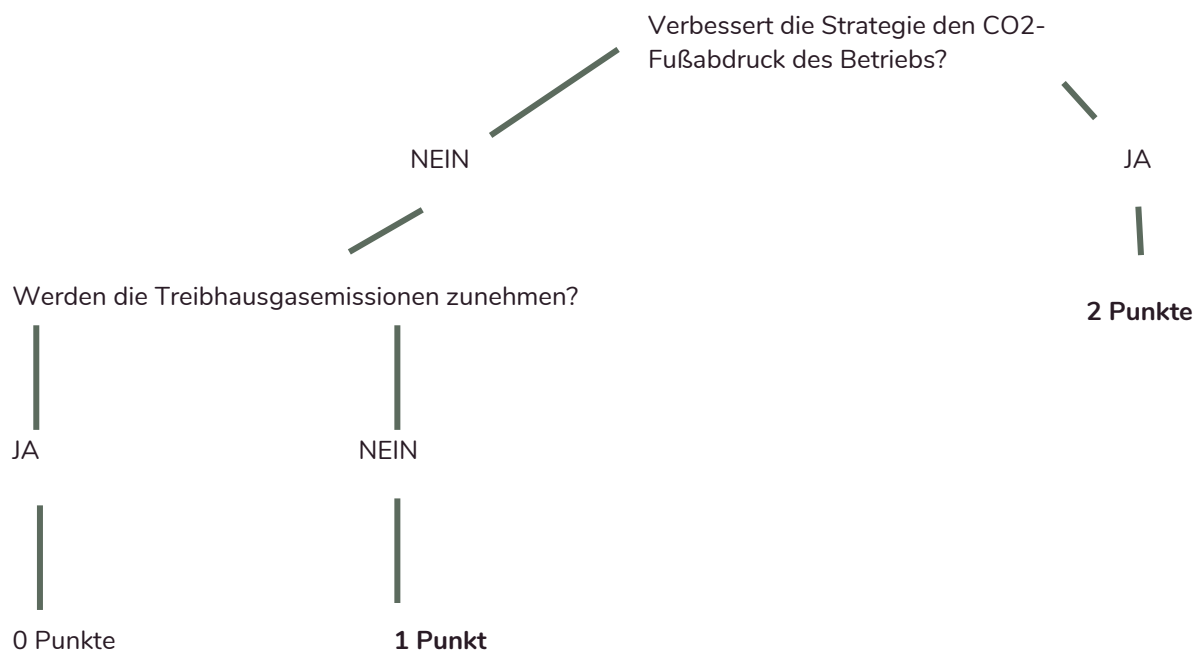 Verbessert die Strategie den CO2-
Fußabdruck des Betriebs?
NEIN
JA
Werden die Treibhausgasemissionen zunehmen?
2 Punkte
JA
NEIN
0 Punkte
1 Punkt